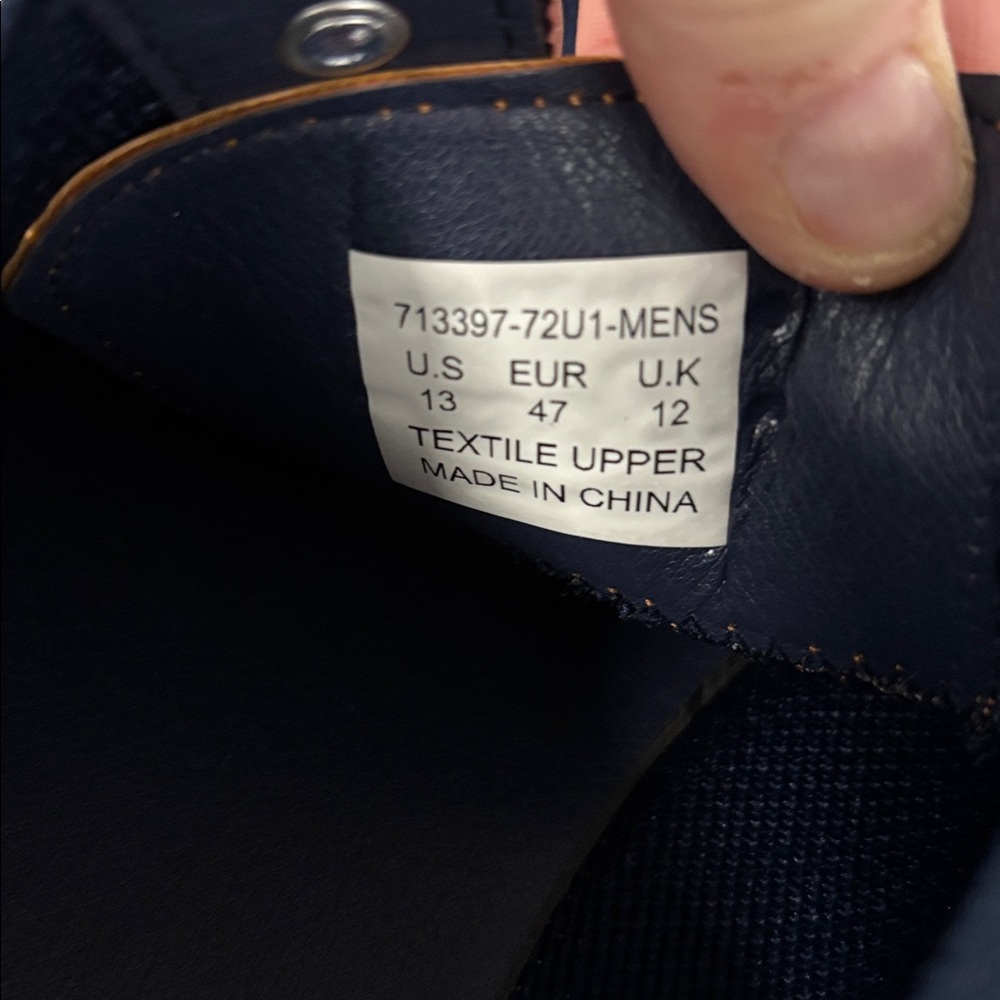 713397-72U1-MENS
U.S EUR U.K
13 47 12
TEXTILE UPPER
MADE IN CHINA